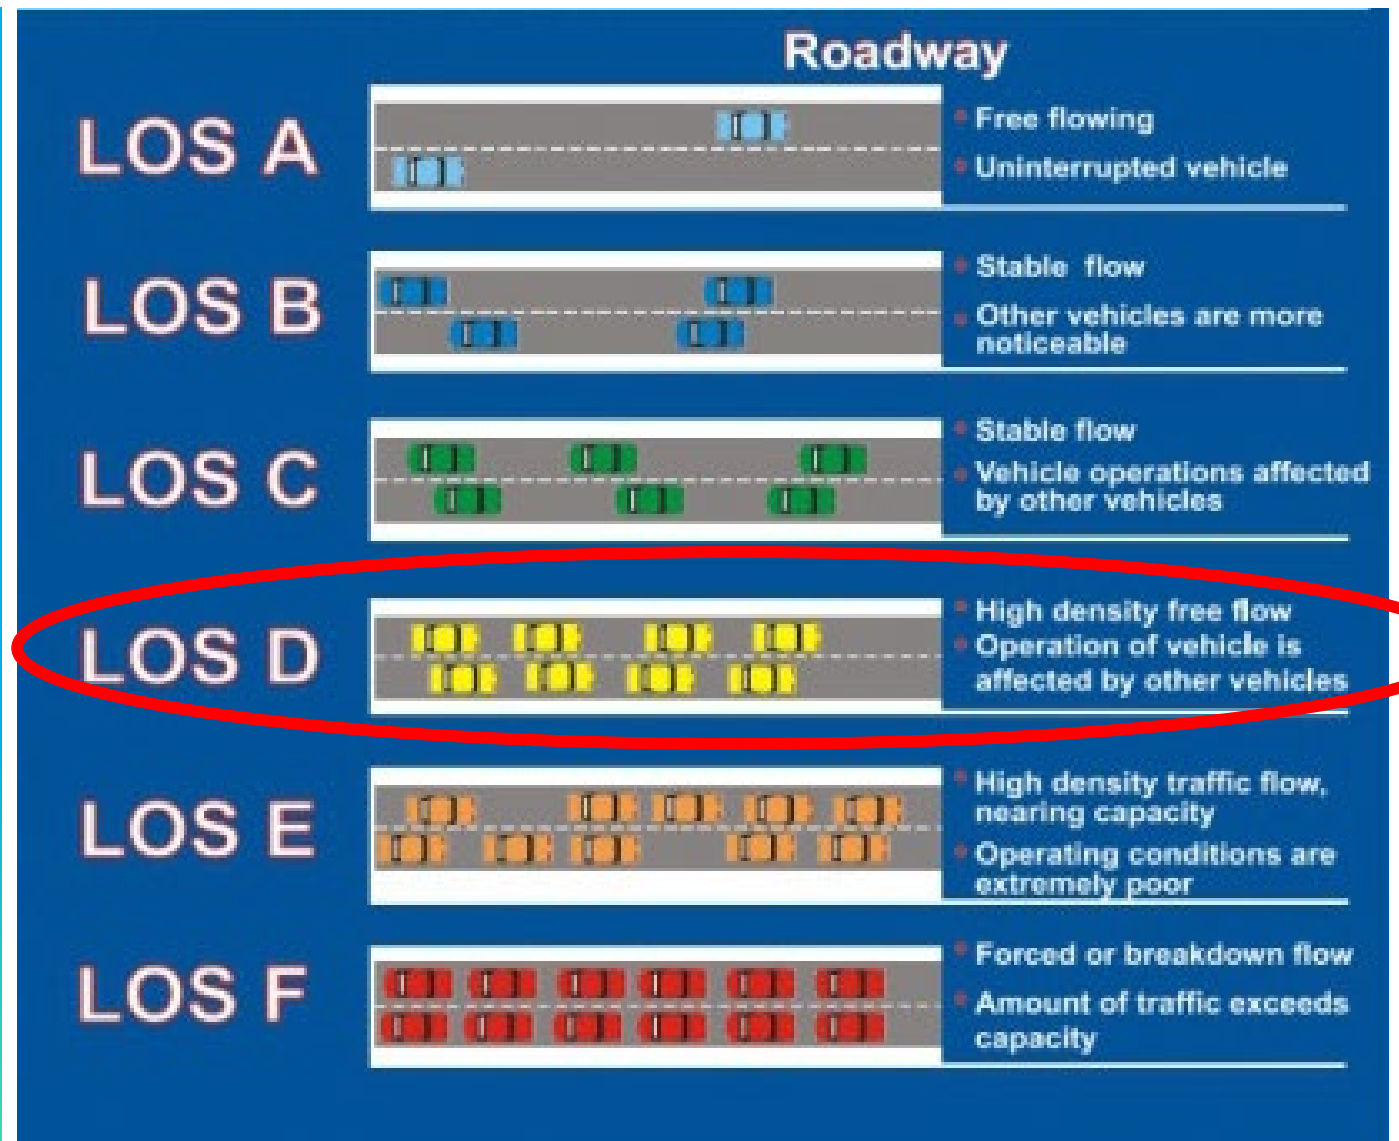 Roadway
LOS A
Free flowing
Uninterrupted vehicle
LOS B
Stable flow
Other vehicles are more
noticeable
LOS C
Stable flow
Vehicle operations affected
by other vehicles
LOS D
High density free flow
Operation of vehicle is
affected by other vehicles
LOS E
High density traffic flow,
nearing capacity
Operating conditions are
extremely poor
LOS F
Forced or breakdown flow
Amount of traffic exceeds
capacity